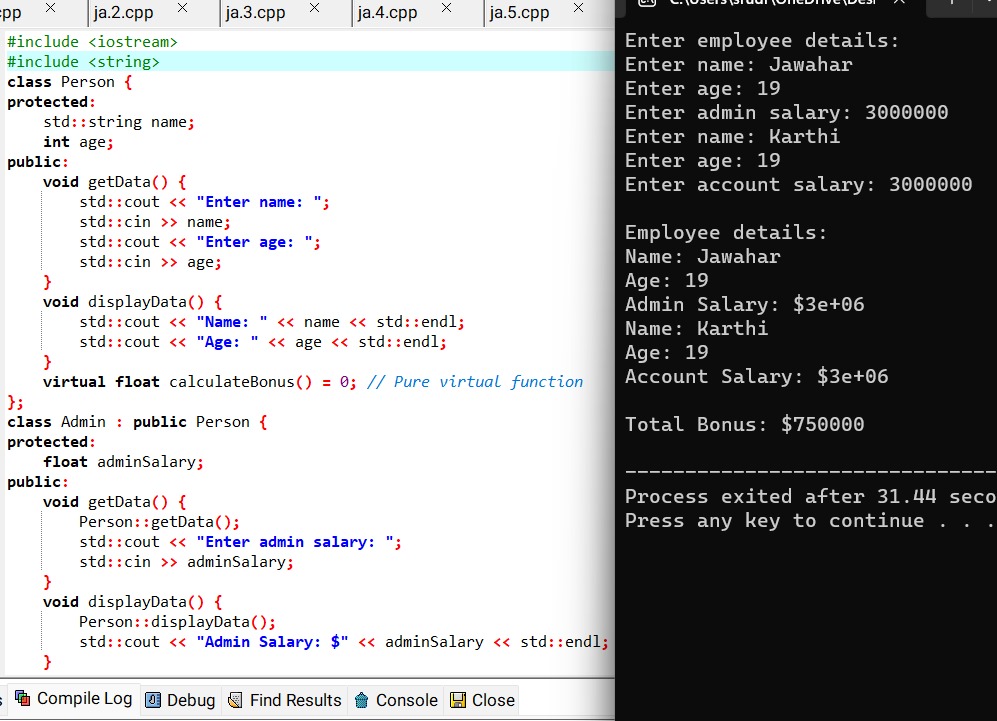 cpp ja.2.cpp ja.3.cpp ja.4.cpp ja.5.cpp
#include <iostream>
#include <string>
class Person {
protected:
    std::string name;
    int age;
public:
    void getData() {
        std::cout << "Enter name: ";
        std::cin >> name;
        std::cout << "Enter age: ";
        std::cin >> age;
    }
    void displayData() {
        std::cout << "Name: " << name << std::endl;
        std::cout << "Age: " << age << std::endl;
    }
    virtual float calculateBonus() = 0; // Pure virtual function
};
class Admin : public Person {
protected:
    float adminSalary;
public:
    void getData() {
        Person::getData();
        std::cout << "Enter admin salary: ";
        std::cin >> adminSalary;
    }
    void displayData() {
        Person::displayData();
        std::cout << "Admin Salary: $" << adminSalary << std::endl;
    }
Compile Log Debug Find Results Console Close
Enter employee details:
Enter name: Jawahar
Enter age: 19
Enter admin salary: 3000000
Enter name: Karthi
Enter age: 19
Enter account salary: 3000000
Employee details:
Name: Jawahar
Age: 19
Admin Salary: $3e+06
Name: Karthi
Age: 19
Account Salary: $3e+06
Total Bonus: $750000
-------------------------------
Process exited after 31.44 seco
Press any key to continue . . .